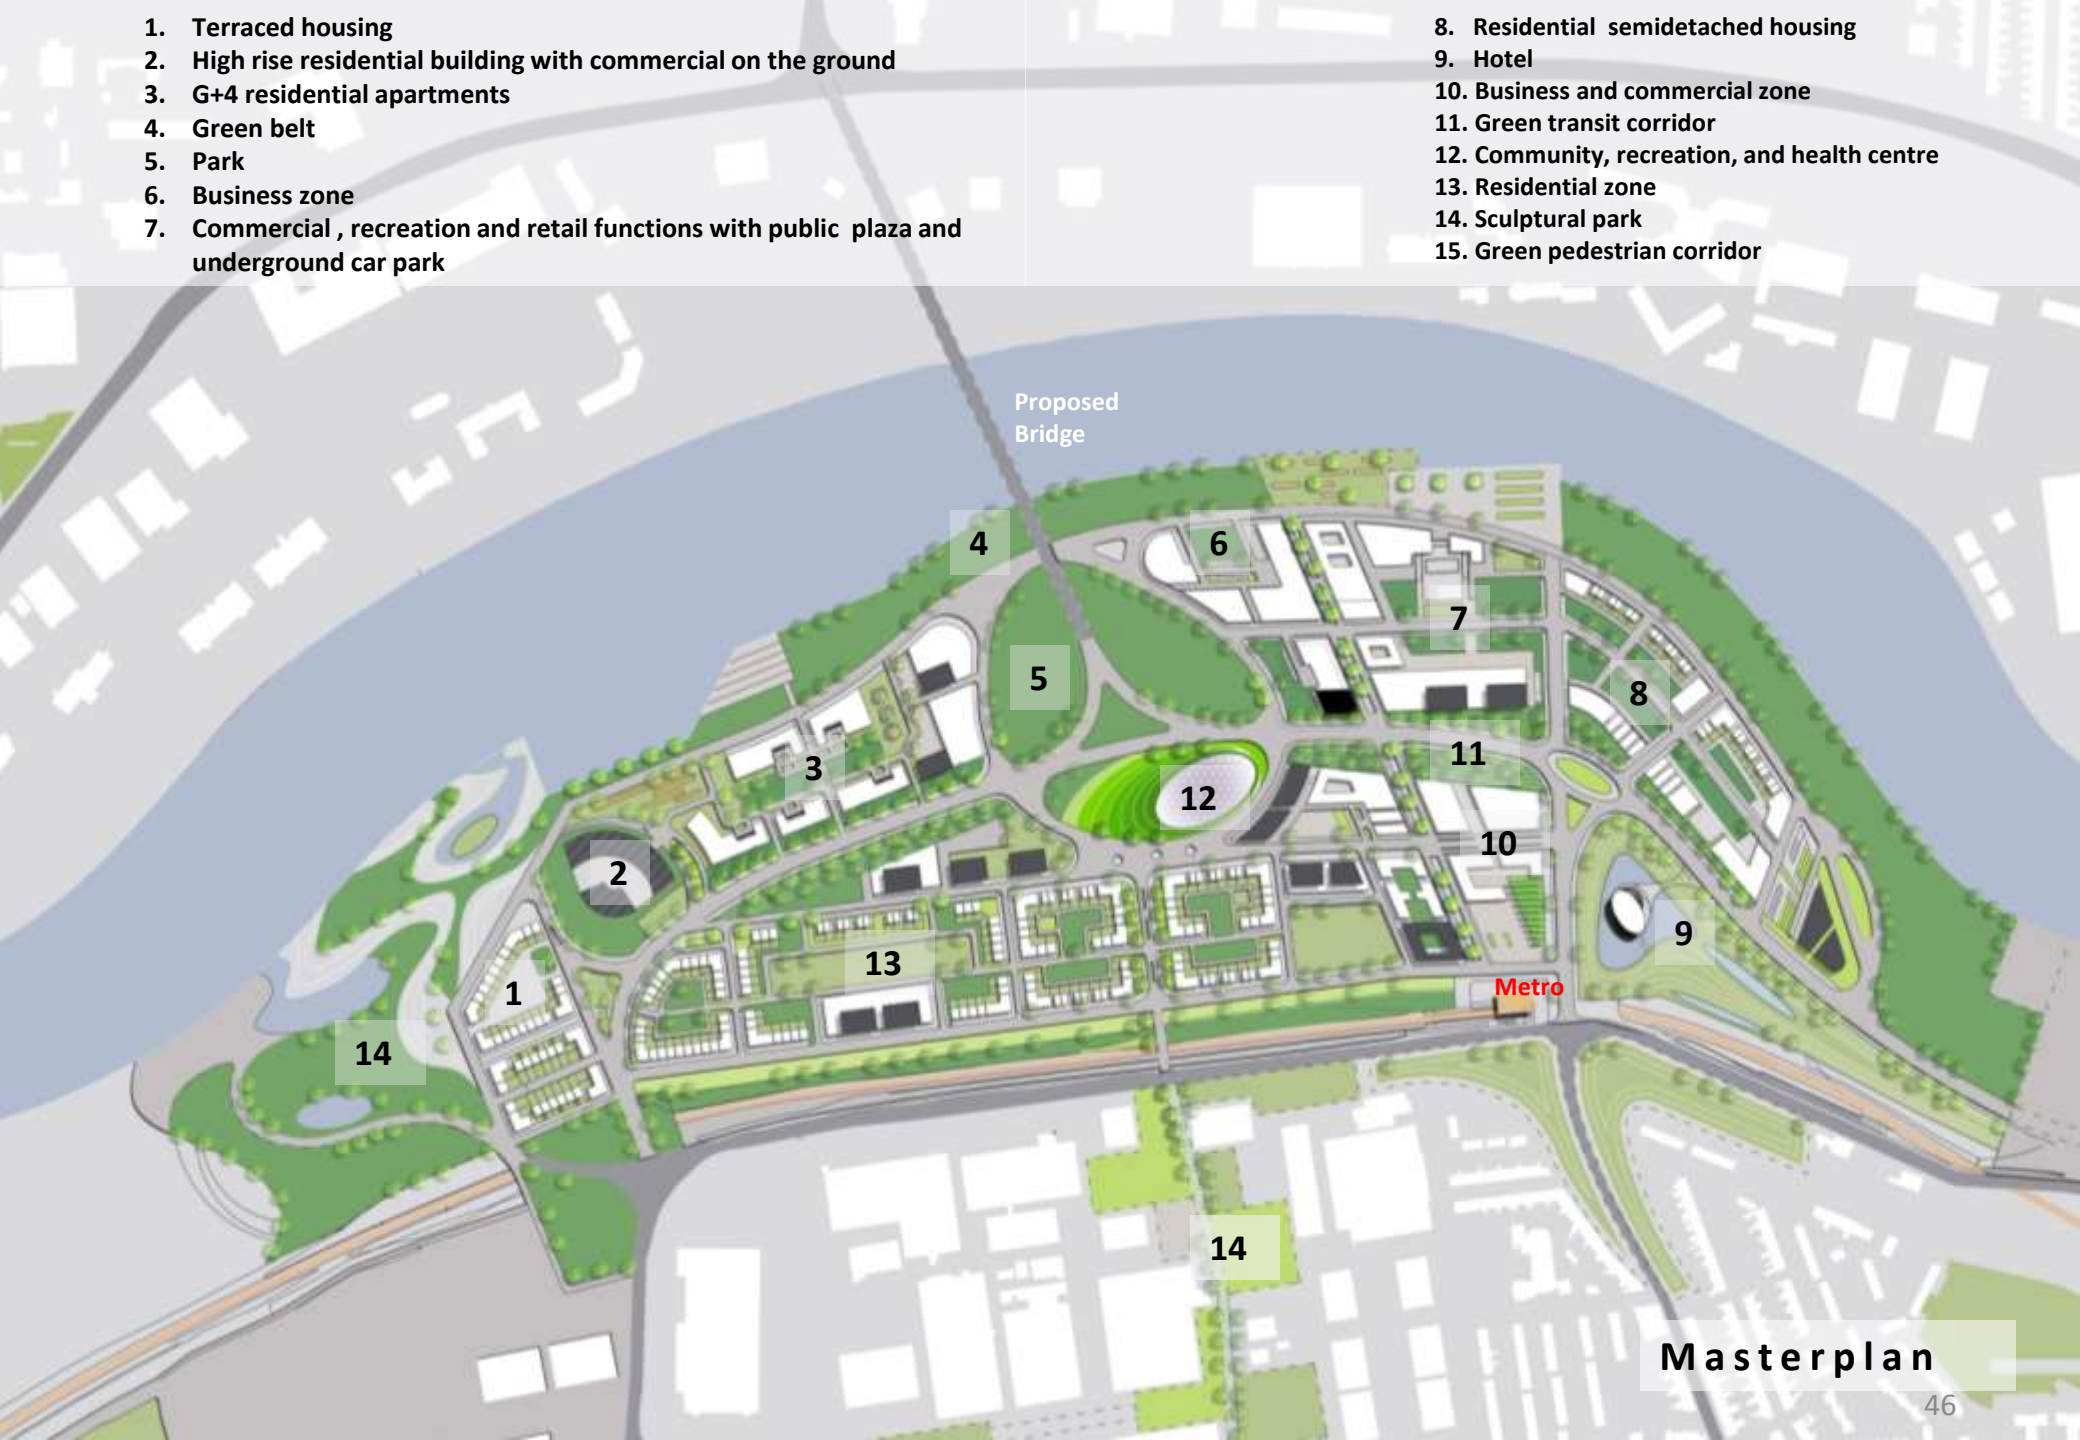 1. Terraced housing
2. High rise residential building with commercial on the ground
3. G+4 residential apartments
4. Green belt
5. Park
6. Business zone
7. Commercial , recreation and retail functions with public plaza and
underground car park
8. Residential semidetached housing
9. Hotel
10. Business and commercial zone
11. Green transit corridor
12. Community, recreation, and health centre
13. Residential zone
14. Sculptural park
15. Green pedestrian corridor
Proposed
Bridge
4
6
7
5
8
11
3
12
10
2
9
13
Metro
1
14
14
Masterplan
46